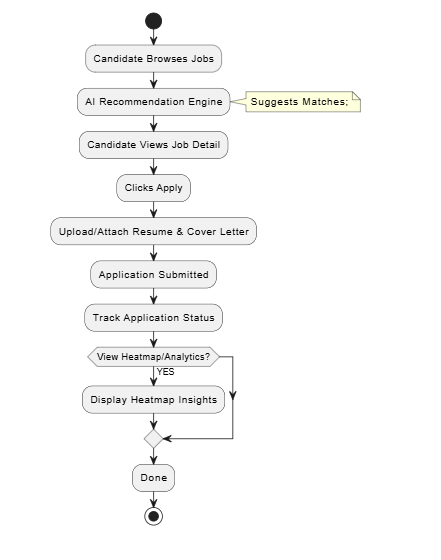 Candidate Browses Jobs
AI Recommendation Engine
Suggests Matches;
Candidate Views Job Detail
Clicks Apply
Upload/Attach Resume & Cover Letter
Application Submitted
Track Application Status
View Heatmap/Analytics?
YES
Display Heatmap Insights
Done